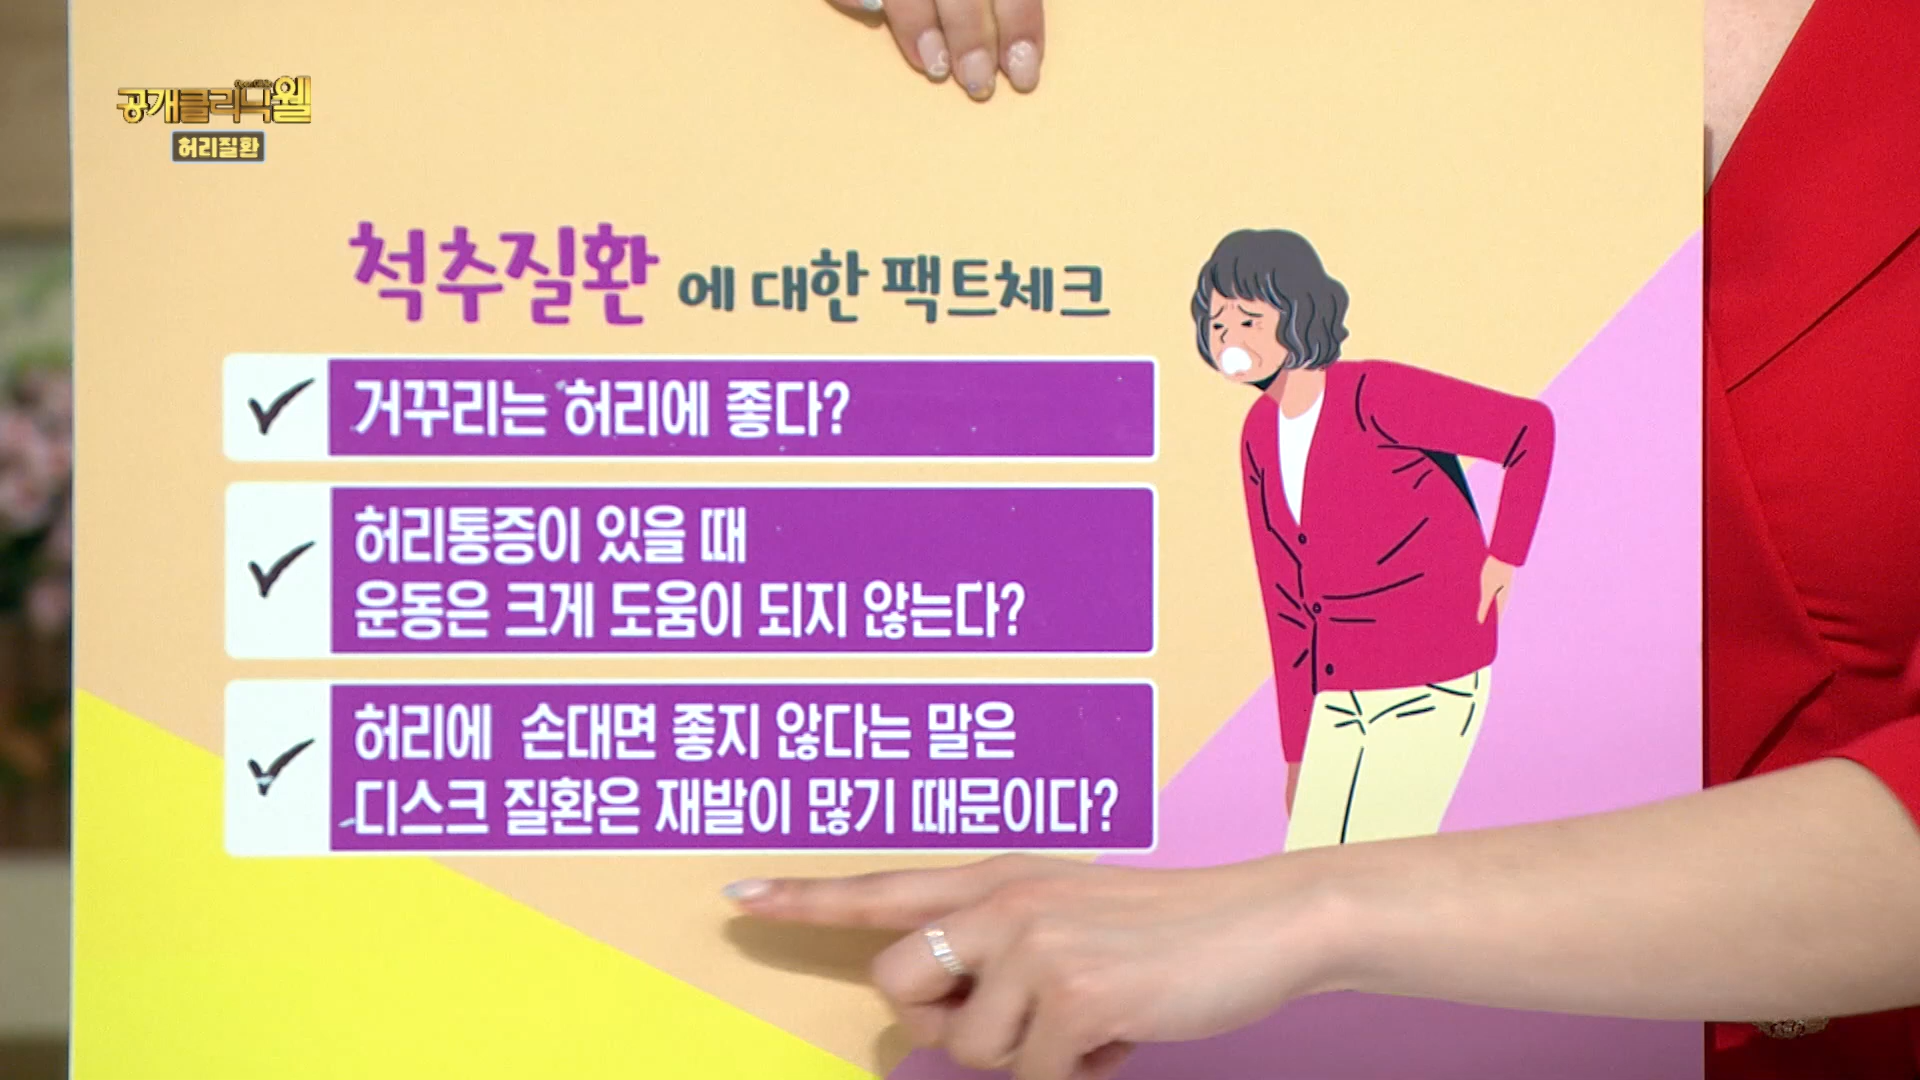 공개클리닉웰
허리질환
척추질환에 대한 팩트체크
거꾸리는 허리에 좋다?
허리통증이 있을 때
운동은 크게 도움이 되지 않는다?
허리에 손대면 좋지 않다는 말은
디스크 질환은 재발이 많기 때문이다?